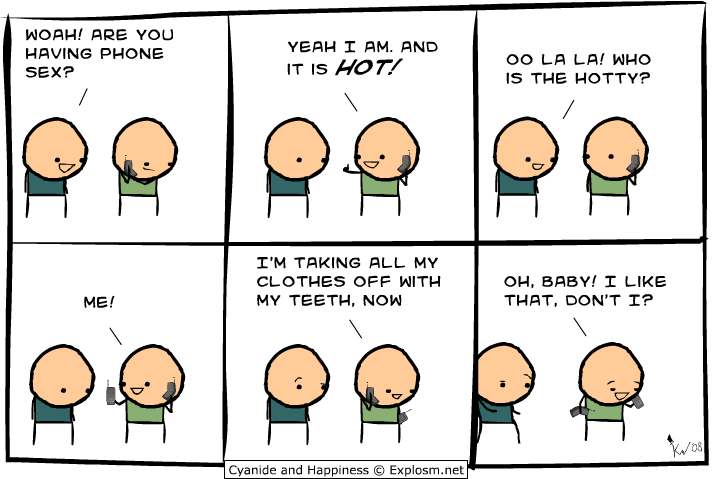 WOAH! ARE YOU
HAVING PHONE
SEX?
YEAH I AM. AND
IT IS HOT!
OO LA LA! WHO
IS THE HOTTY?
ME!
I'M TAKING ALL MY
CLOTHES OFF WITH
MY TEETH, NOW
OH, BABY! I LIKE
THAT, DON'T I?
Cyanide and Happiness © Explosm.net